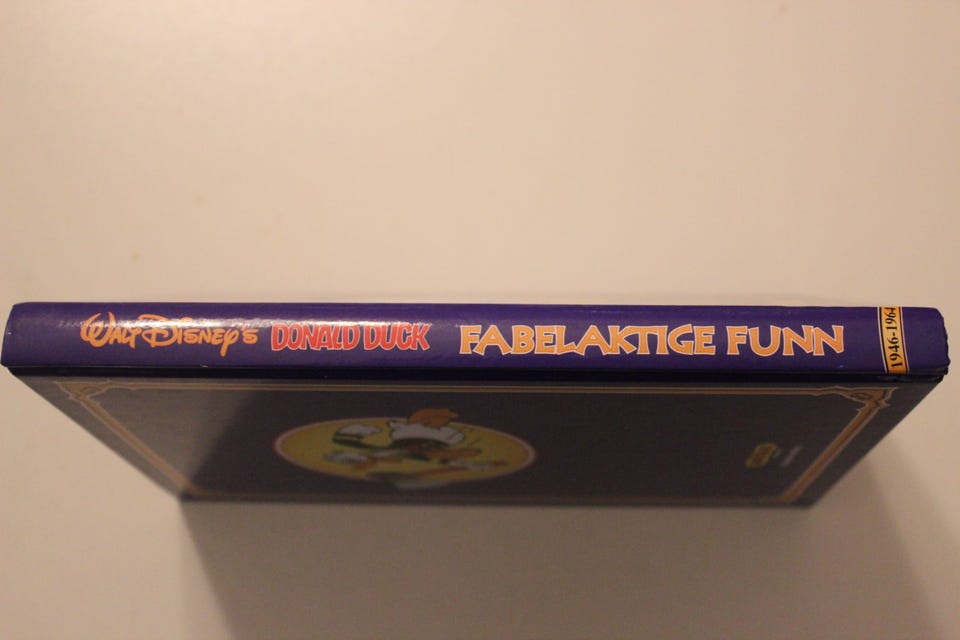 WALT DISNEY'S DONALD DUCK FABELAKTIGE FUNN
1946-1964